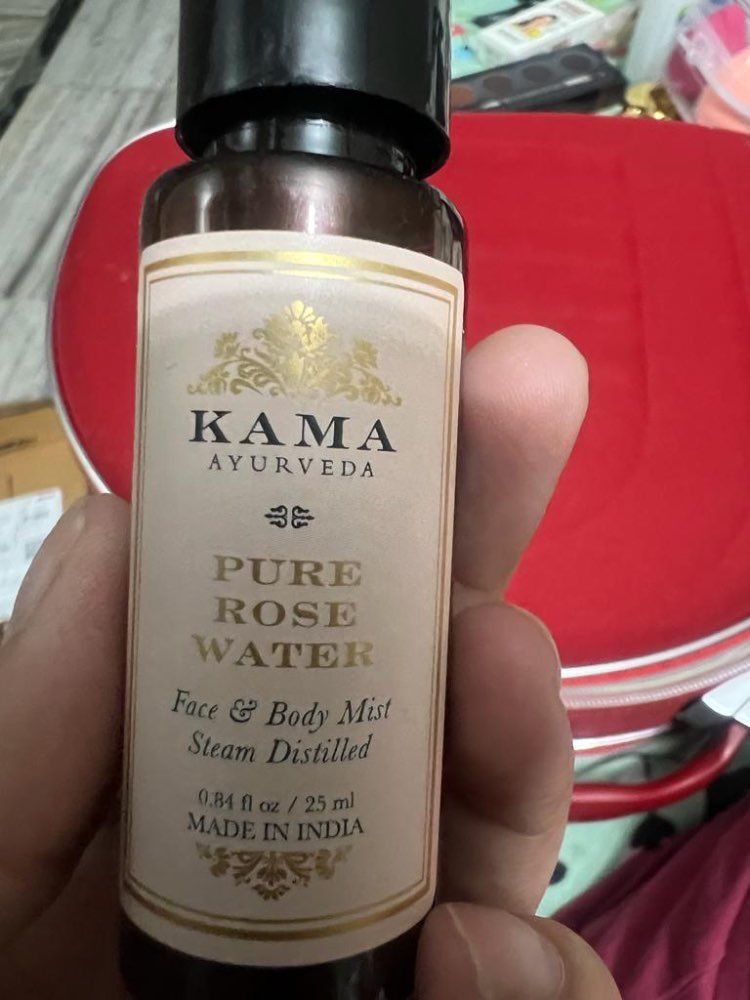 KAMA
AYURVEDA
PURE
ROSE
WATER
Face & Body Mist
Steam Distilled
0.84 fl oz / 25 ml
MADE IN INDIA